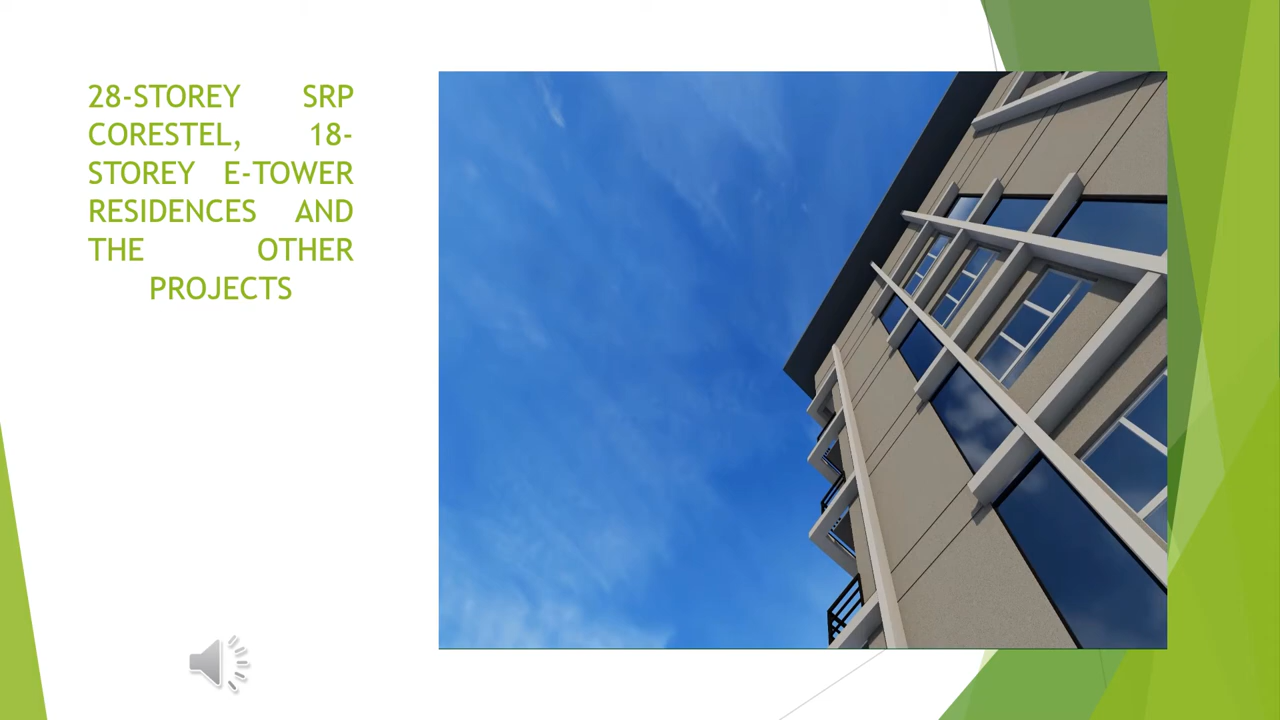 28-STOREY SRP
CORESTEL, 18-
STOREY E-TOWER
RESIDENCES AND
THE OTHER
PROJECTS